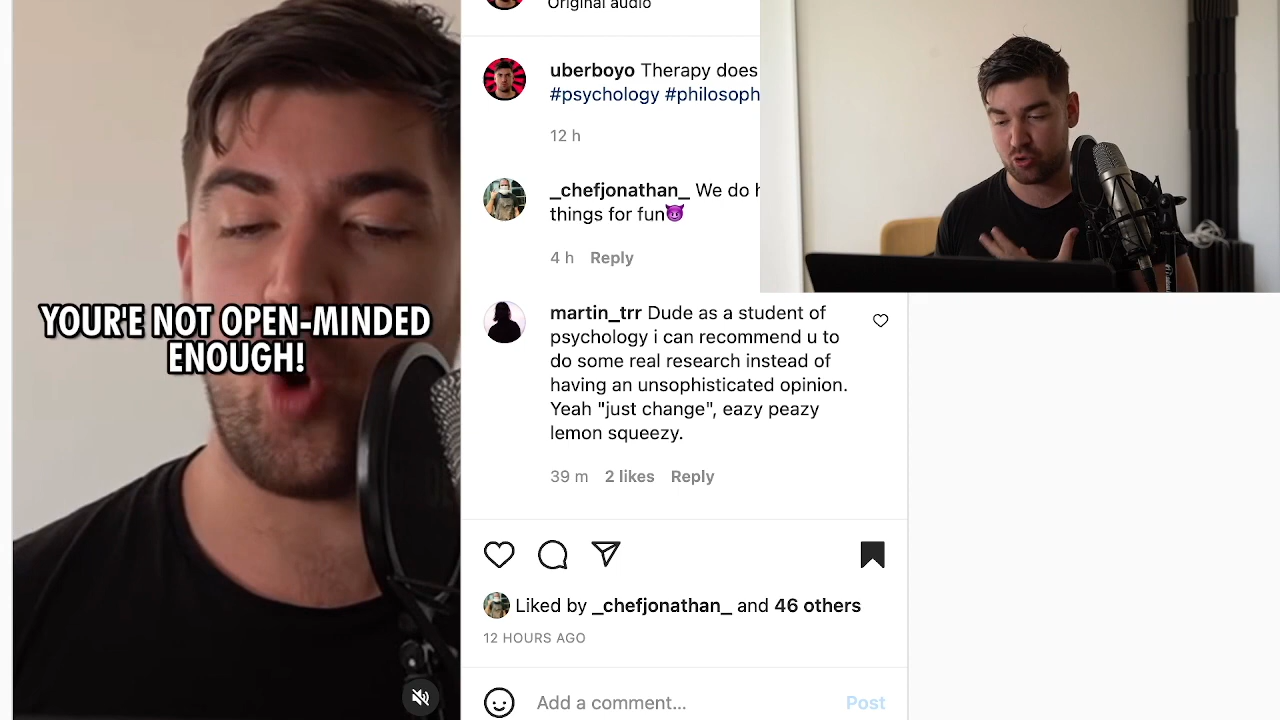 YOUR'E NOT OPEN-MINDED
ENOUGH!
Original audio
uberboyo Therapy does
#psychology #philosoph
12 h
_chefjonathan_ We do h
things for fun😈
4 h Reply
martin_trr Dude as a student of
psychology i can recommend u to
do some real research instead of
having an unsophisticated opinion.
Yeah "just change", eazy peazy
lemon squeezy.
39 m 2 likes Reply
Liked by _chefjonathan_ and 46 others
12 HOURS AGO
Add a comment... Post